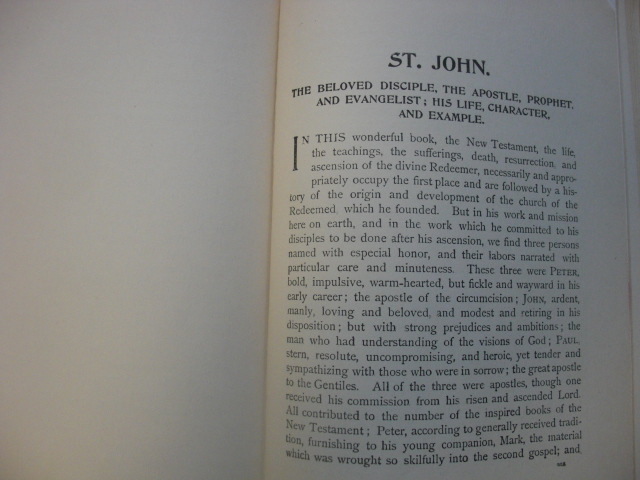 ST. JOHN.
THE BELOVED DISCIPLE, THE APOSTLE, PROPHET,
AND EVANGELIST; HIS LIFE, CHARACTER,
AND EXAMPLE.
IN THIS wonderful book, the New Testament, the life,
the teachings, the sufferings, death, resurrection, and
ascension of the divine Redeemer, necessarily and appro-
priately occupy the first place and are followed by a his-
tory of the origin and development of the church of the
Redeemed, which he founded. But in his work and mission
here on earth, and in the work which he committed to his
disciples to be done after his ascension, we find three persons
named with especial honor, and their labors narrated with
particular care and minuteness. These three were PETER,
bold, impulsive, warm-hearted, but fickle and wayward in his
early career; the apostle of the circumcision; JOHN, ardent,
manly, loving and beloved, and modest and retiring in his
disposition; but with strong prejudices and ambitions; the
man who had understanding of the visions of God; PAUL,
stern, resolute, uncompromising, and heroic, yet tender and
sympathizing with those who were in sorrow; the great apostle
to the Gentiles. All of the three were apostles, though one
received his commission from his risen and ascended Lord.
All contributed to the number of the inspired books of the
New Testament; Peter, according to generally received tradi-
tion, furnishing to his young companion, Mark, the material
which was wrought so skilfully into the second gospel; and,